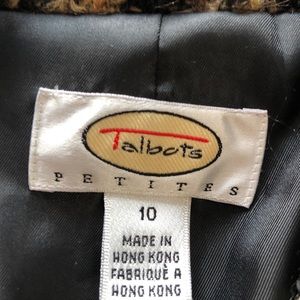 Talbots
PETITES
10
MADE IN
HONG KONG
FABRIQUÉ À
HONG KONG